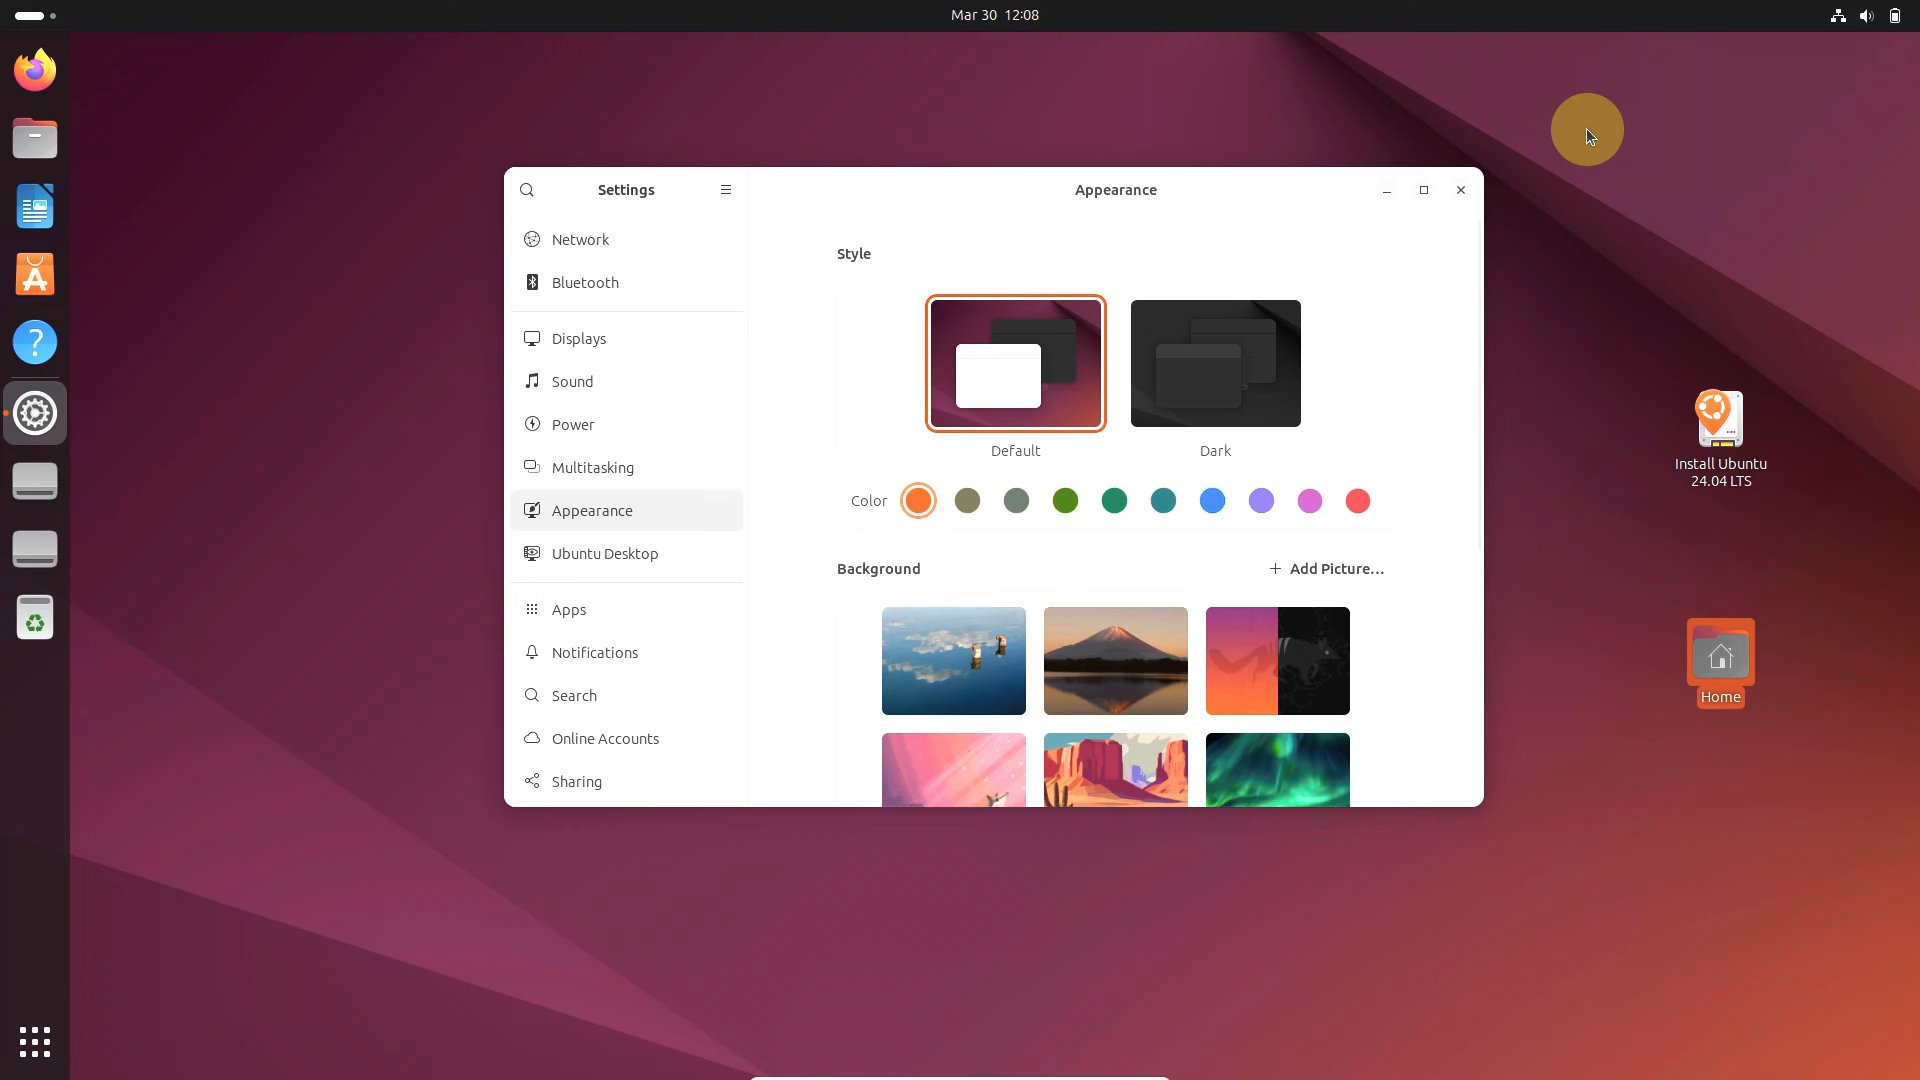 Mar 30 12:08
Settings
Appearance
Network
Bluetooth
Displays
Sound
Power
Multitasking
Appearance
Ubuntu Desktop
Apps
Notifications
Search
Online Accounts
Sharing
Style
Default
Dark
Color
Background
+ Add Picture...
Install Ubuntu
24.04 LTS
Home